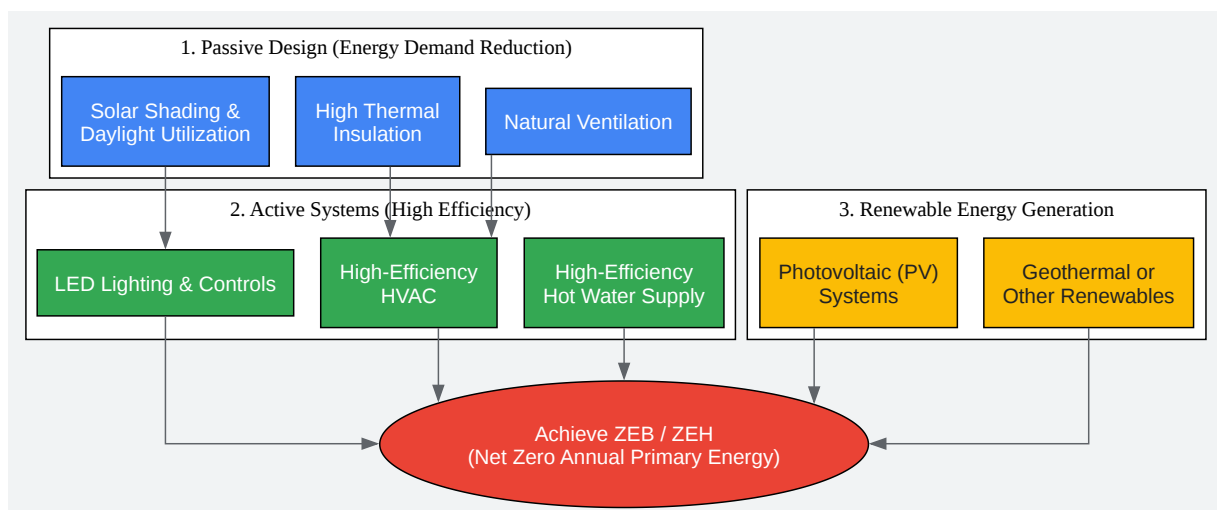 1. Passive Design (Energy Demand Reduction)
Solar Shading &
Daylight Utilization
High Thermal
Insulation
Natural Ventilation
2. Active Systems (High Efficiency)
LED Lighting & Controls
High-Efficiency
HVAC
High-Efficiency
Hot Water Supply
3. Renewable Energy Generation
Photovoltaic (PV)
Systems
Geothermal or
Other Renewables
Achieve ZEB / ZEH
(Net Zero Annual Primary Energy)